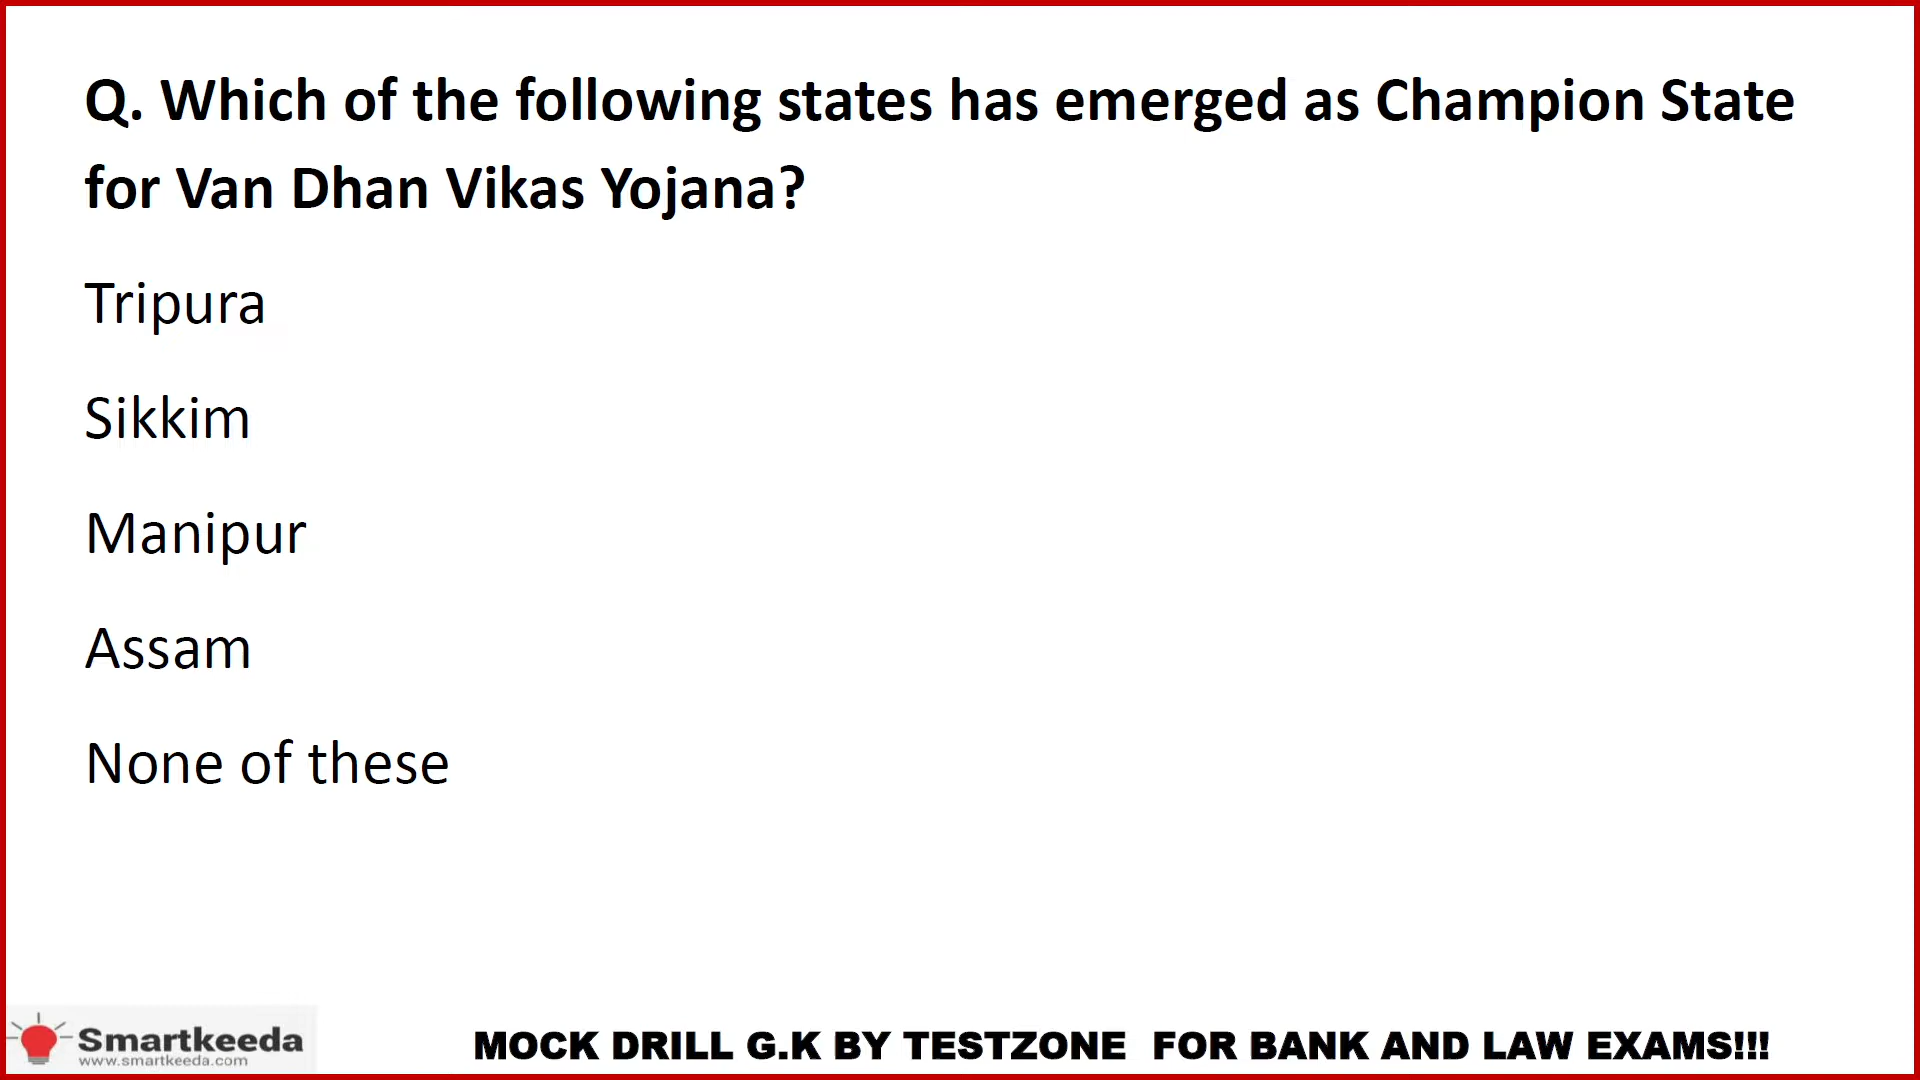 Q. Which of the following states has emerged as Champion State
for Van Dhan Vikas Yojana?
Tripura
Sikkim
Manipur
Assam
None of these
Smartkeeda
www.smartkeeda.com
MOCK DRILL G.K BY TESTZONE FOR BANK AND LAW EXAMS!!!